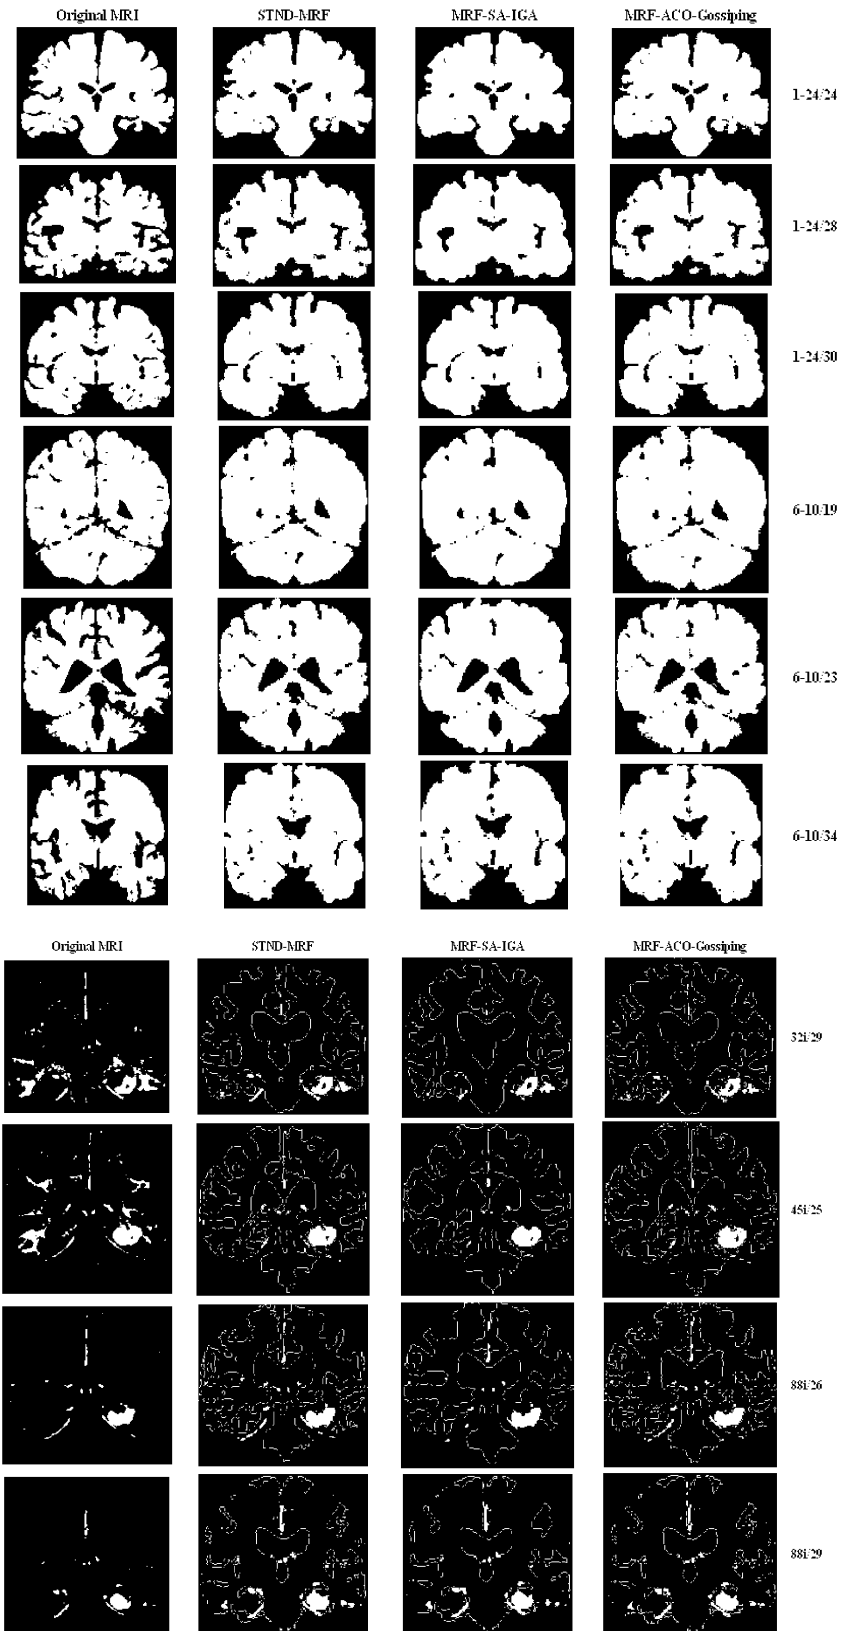 Original MRI STND-MRF MRF-SA-IGA MRF-ACO-Gossiping
1-24/24
1-24/28
1-24/30
6-10/19
6-10/23
6-10/34
Original MRI STND-MRF MRF-SA-IGA MRF-ACO-Gossiping
32i/29
45i/25
88i/26
88i/29